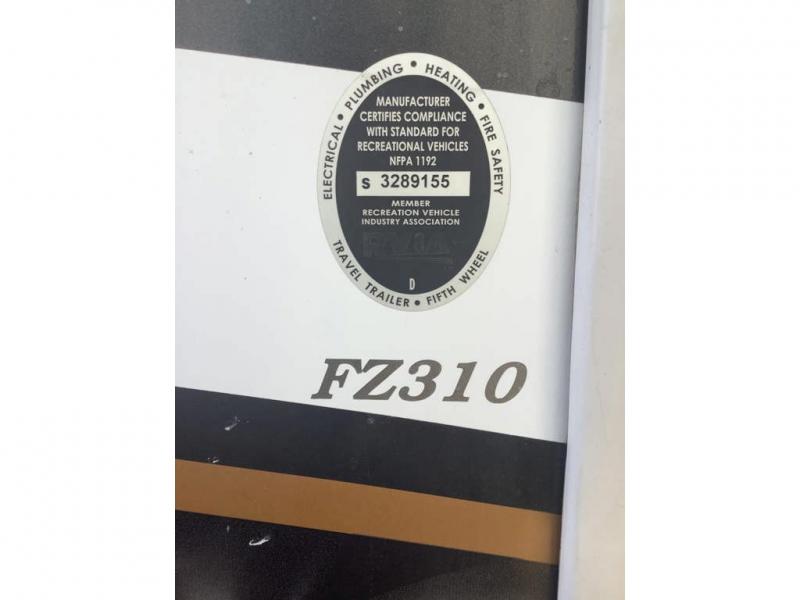 ELECTRICAL • PLUMBING • HEATING • FIRE SAFETY
MANUFACTURER
CERTIFIES COMPLIANCE
WITH STANDARD FOR
RECREATIONAL VEHICLES
NFPA 1192
S 3289155
MEMBER
RECREATION VEHICLE
INDUSTRY ASSOCIATION
RVIA
D
TRAVEL TRAILER • FIFTH WHEEL
FZ310